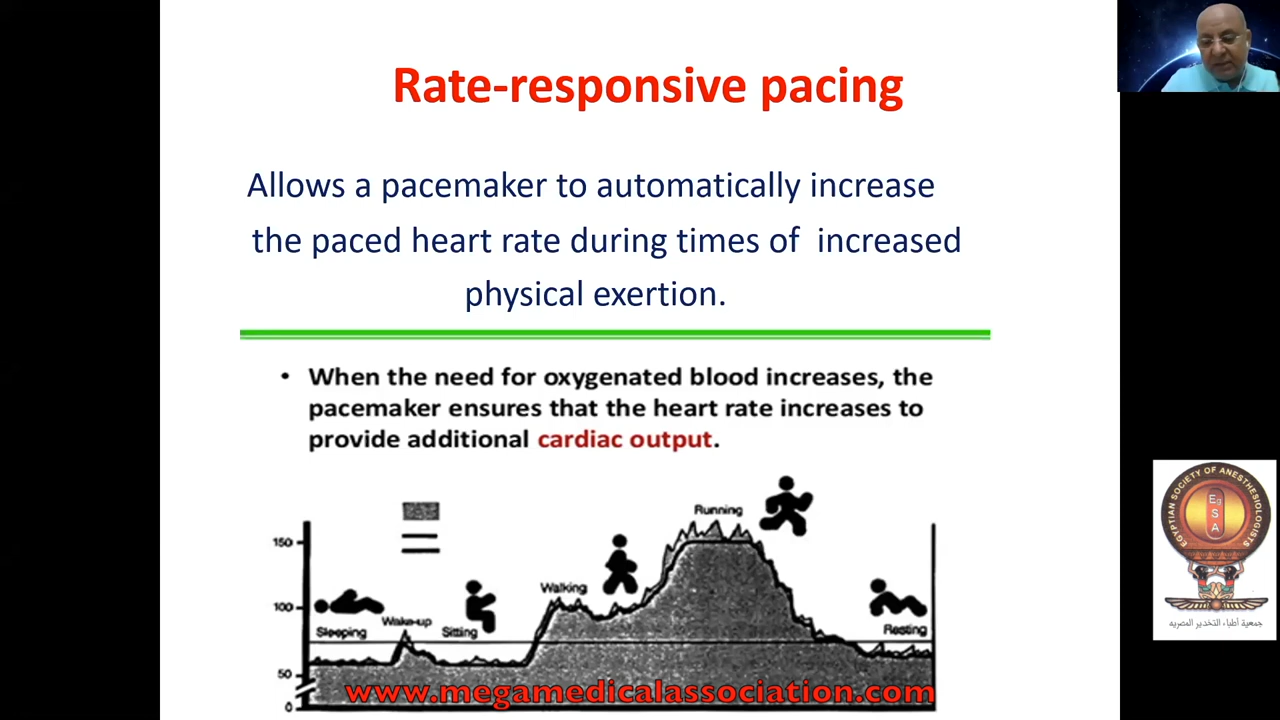 Rate-responsive pacing
Allows a pacemaker to automatically increase
the paced heart rate during times of increased
physical exertion.
• When the need for oxygenated blood increases, the
pacemaker ensures that the heart rate increases to
provide additional cardiac output.
Running
150
Walking
100
Wake-up
Sleeping
Sitting
Resting
50
0
www.megamedicalassociation.com
EGYPTIAN SOCIETY OF ANESTHESIOLOGISTS
Eg
S
A
جمعية أطباء التخدير المصريه